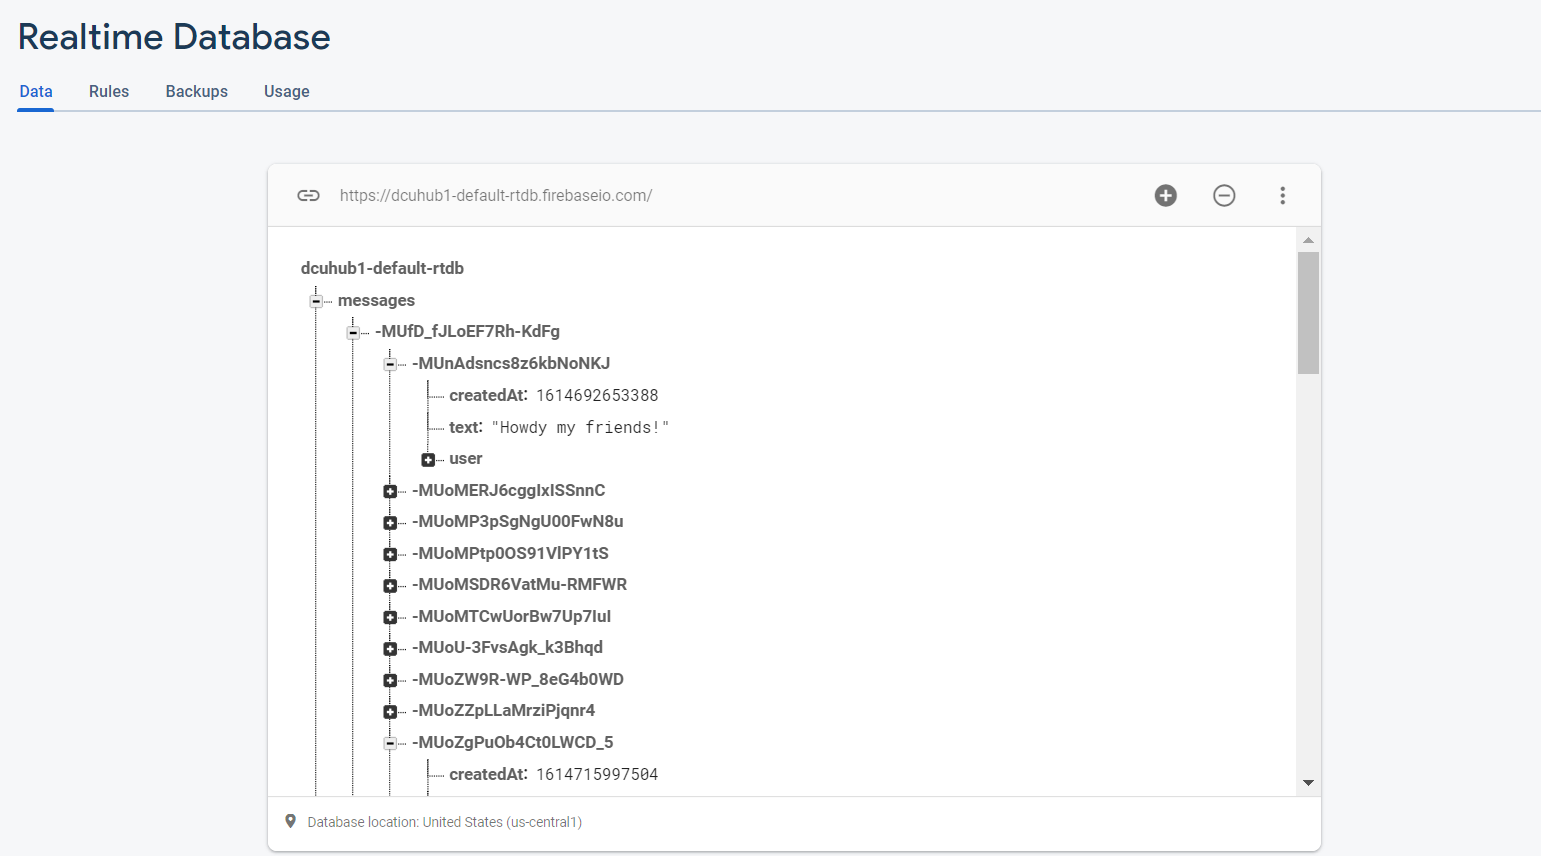 Realtime Database
Data Rules Backups Usage
https://dcuhub1-default-rtdb.firebaseio.com/
dcuhub1-default-rtdb
messages
-MUfD_fJLoEF7Rh-KdFg
-MUnAdsncs8z6kbNoNKJ
createdAt: 1614692653388
text: "Howdy my friends!"
user
-MUoMERJ6cggIxISSnnC
-MUoMP3pSgNgU00FwN8u
-MUoMPtp0OS91VlPY1tS
-MUoMSDR6VatMu-RMFWR
-MUoMTCwUorBw7Up7IuI
-MUoU-3FvsAgk_k3Bhqd
-MUoZW9R-WP_8eG4b0WD
-MUoZZpLLaMrziPjqnr4
-MUoZgPuOb4Ct0LWCD_5
createdAt: 1614715997504
Database location: United States (us-central1)